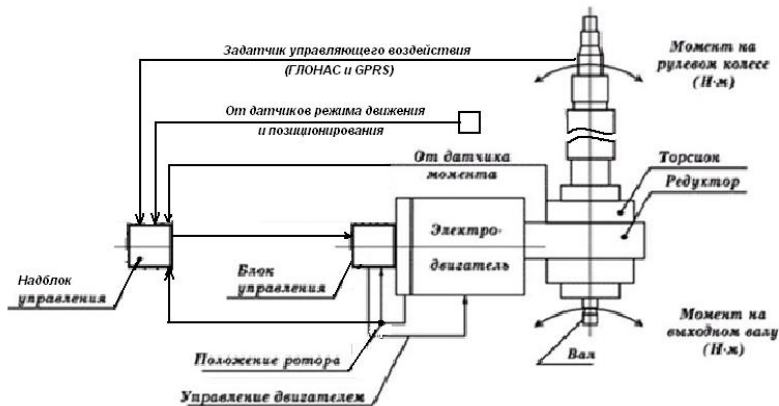 Задатчик управляющего воздействия
(ГЛОНАС и GPRS)
Момент на
рулевом колесе
(Н·м)
От датчиков режима движения
и позиционирования
От датчика
момента
Торсион
Редуктор
Электро-
двигатель
Надблок
управления
Блок
управления
Момент на
выходном валу
(Н·м)
Положение ротора
Вал
Управление двигателем